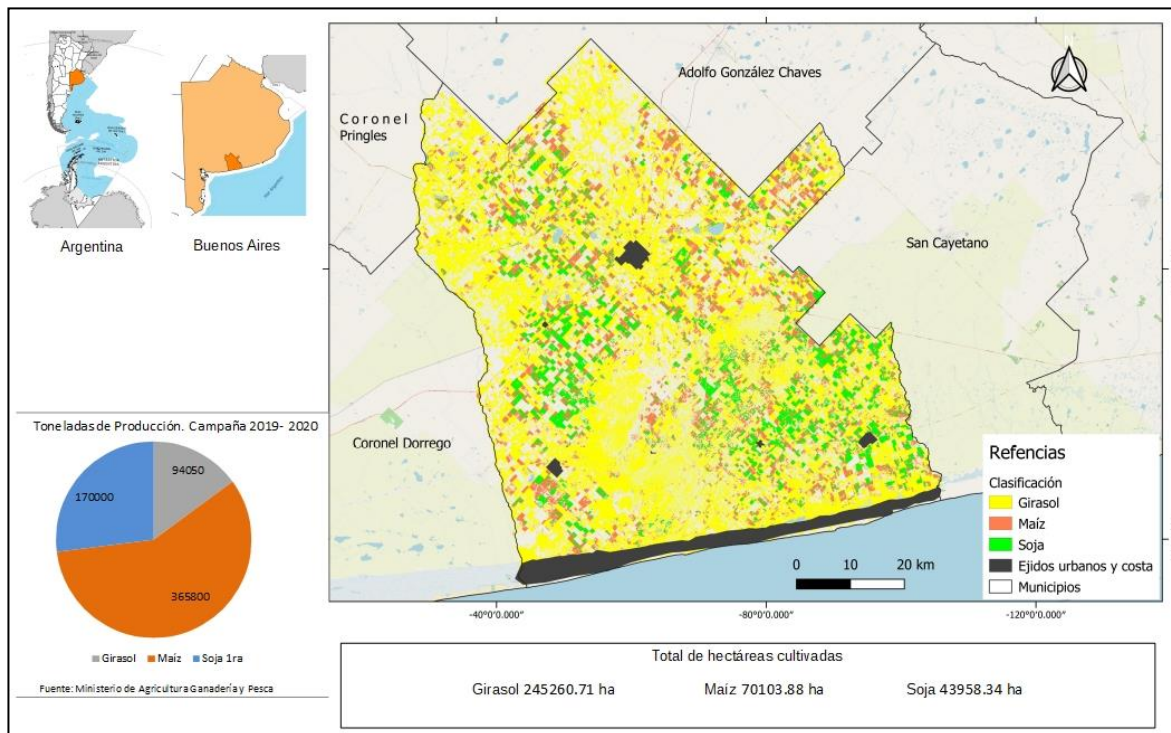 Argentina
Buenos Aires
Mar Argentino
Adolfo González Chaves
Coronel
Pringles
San Cayetano
Coronel Dorrego
N
0 10 20 km
Refencias
Clasificación
Girasol
Maíz
Soja
Ejidos urbanos y costa
Municipios
-40°0'0.000"
-80°0'0.000"
-120°0'0.000"
Toneladas de Producción. Campaña 2019- 2020
94050
170000
365800
Girasol Maíz Soja 1ra
Fuente: Ministerio de Agricultura Ganadería y Pesca
Total de hectáreas cultivadas
Girasol 245260.71 ha Maíz 70103.88 ha Soja 43958.34 ha